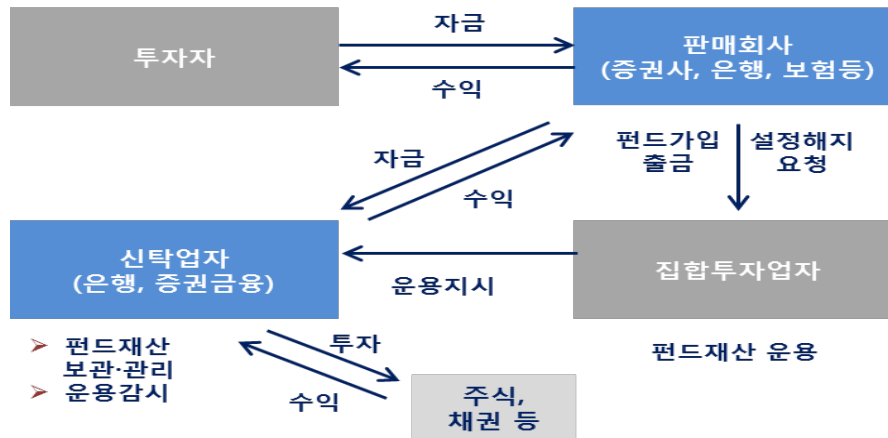 자금
투자자
판매회사
(증권사, 은행, 보험등)
수익
자금
수익
펀드가입
출금
설정해지
요청
신탁업자
(은행, 증권금융)
운용지시
집합투자업자
➢ 펀드재산
보관·관리
➢ 운용감시
투자
수익
펀드재산 운용
주식,
채권 등